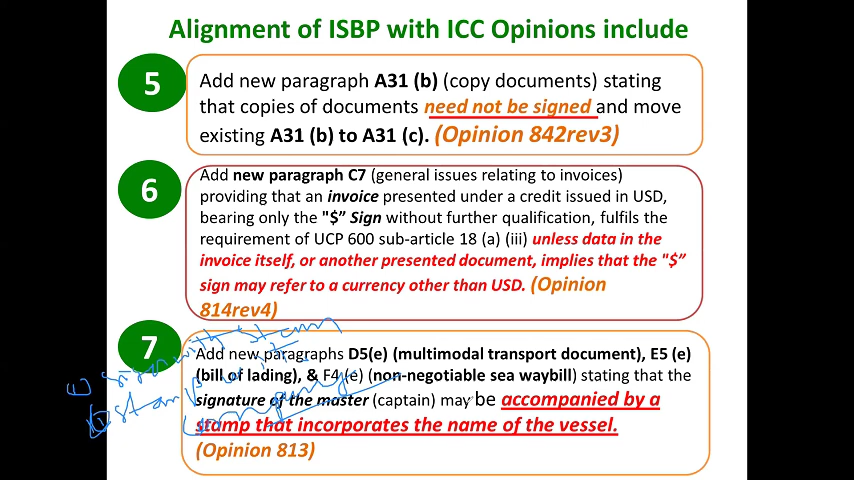 Alignment of ISBP with ICC Opinions include
5
Add new paragraph A31 (b) (copy documents) stating
that copies of documents need not be signed and move
existing A31 (b) to A31 (c). (Opinion 842rev3)
6
Add new paragraph C7 (general issues relating to invoices)
providing that an invoice presented under a credit issued in USD,
bearing only the "$” Sign without further qualification, fulfils the
requirement of UCP 600 sub-article 18 (a) (iii) unless data in the
invoice itself, or another presented document, implies that the "$”
sign may refer to a currency other than USD. (Opinion
814rev4)
7
Add new paragraphs D5(e) (multimodal transport document), E5 (e)
(bill of lading), & F4 (e) (non-negotiable sea waybill) stating that the
signature of the master (captain) may be accompanied by a
stamp that incorporates the name of the vessel.
(Opinion 813)
with stamp
company